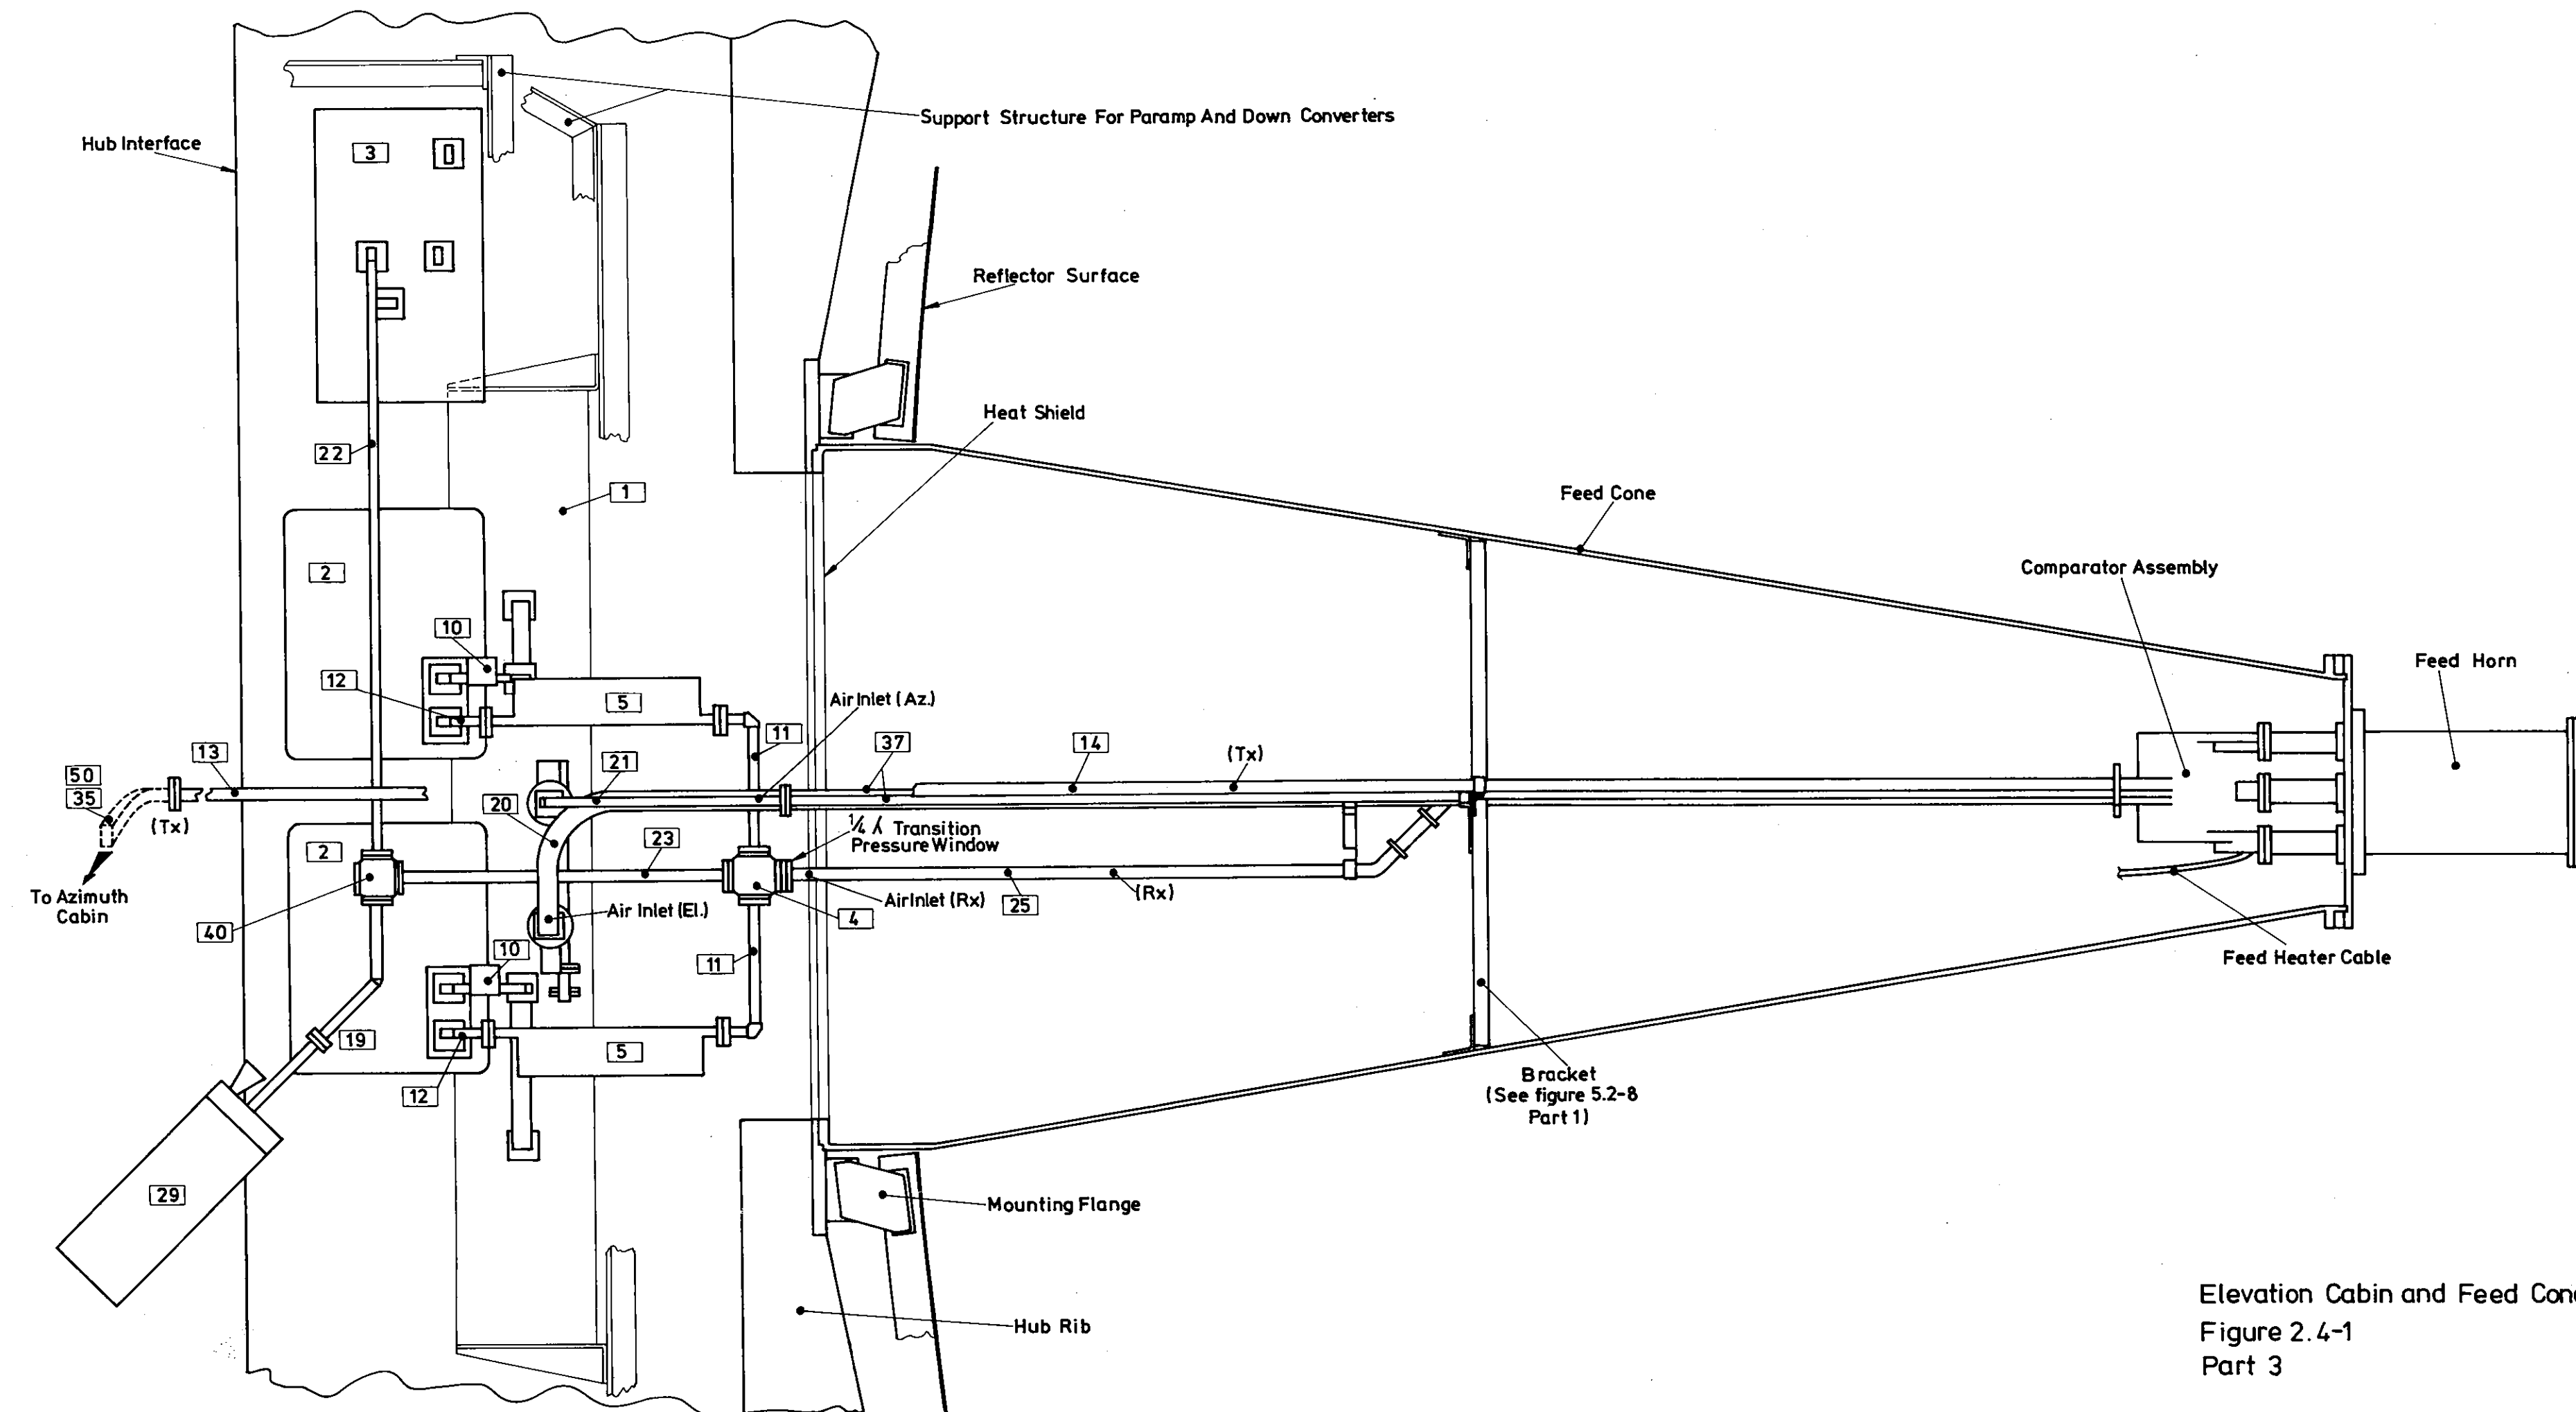 Support Structure For Paramp And Down Converters
Hub Interface
3
Reflector Surface
Heat Shield
22
1
Feed Cone
2
Comparator Assembly
10
Feed Horn
12
5
Air Inlet (Az.)
11
13
21
37
14
(Tx)
50
35
(Tx)
20
23
1/4 λ Transition
Pressure Window
2
To Azimuth
Cabin
40
Air Inlet (El.)
4
Air Inlet (Rx)
25
(Rx)
10
11
Feed Heater Cable
19
5
12
Bracket
(See figure 5.2-8
Part 1)
29
Mounting Flange
Hub Rib
Elevation Cabin and Feed
Figure 2.4-1
Part 3